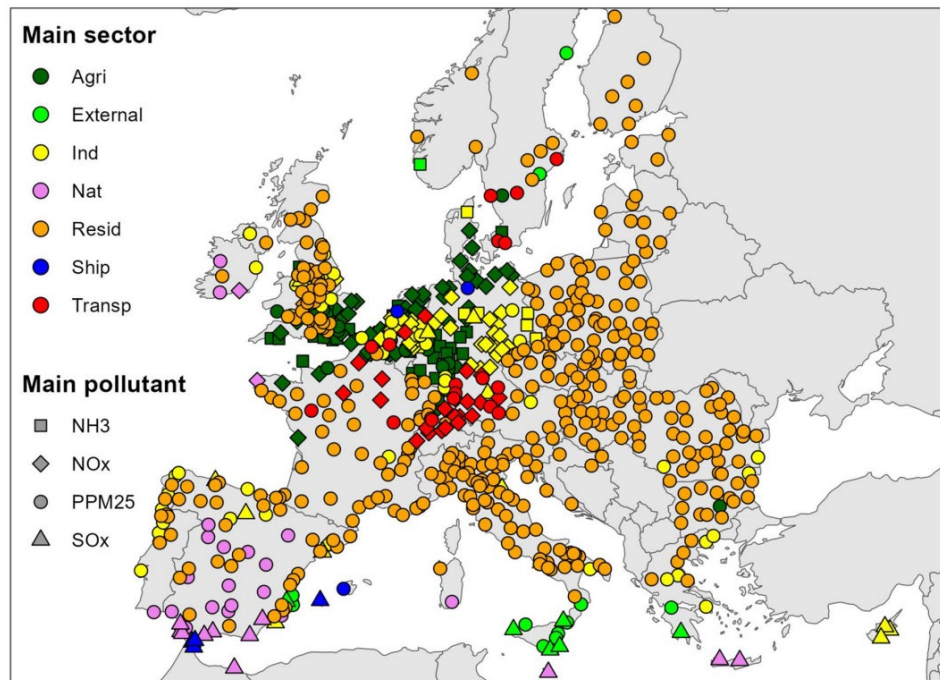 Main sector
Agri
External
Ind
Nat
Resid
Ship
Transp
Main pollutant
NH3
NOx
PPM25
SOx